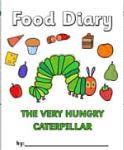 Food Diary
THE VERY HUNGRY
CATERPILLAR
by: